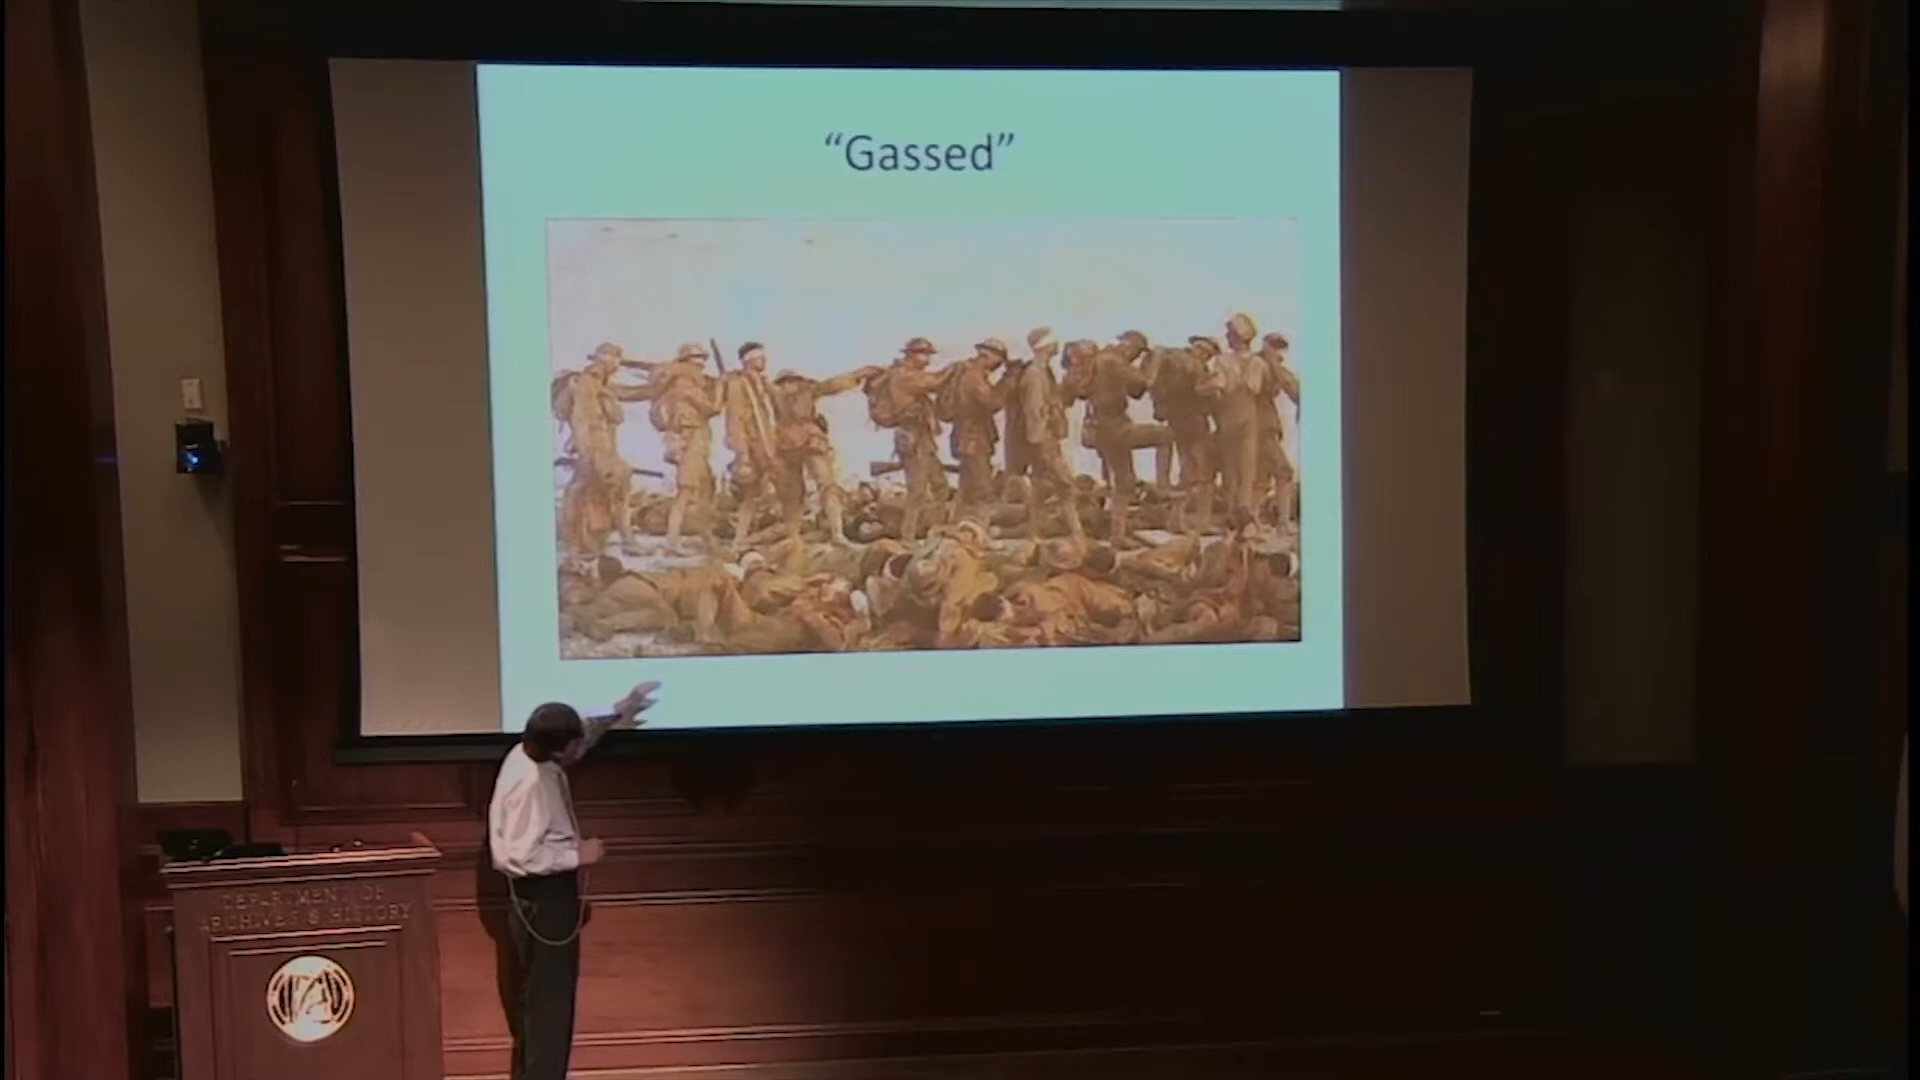 “Gassed”
DEPARTMENT OF
ARCHIVES & HISTORY